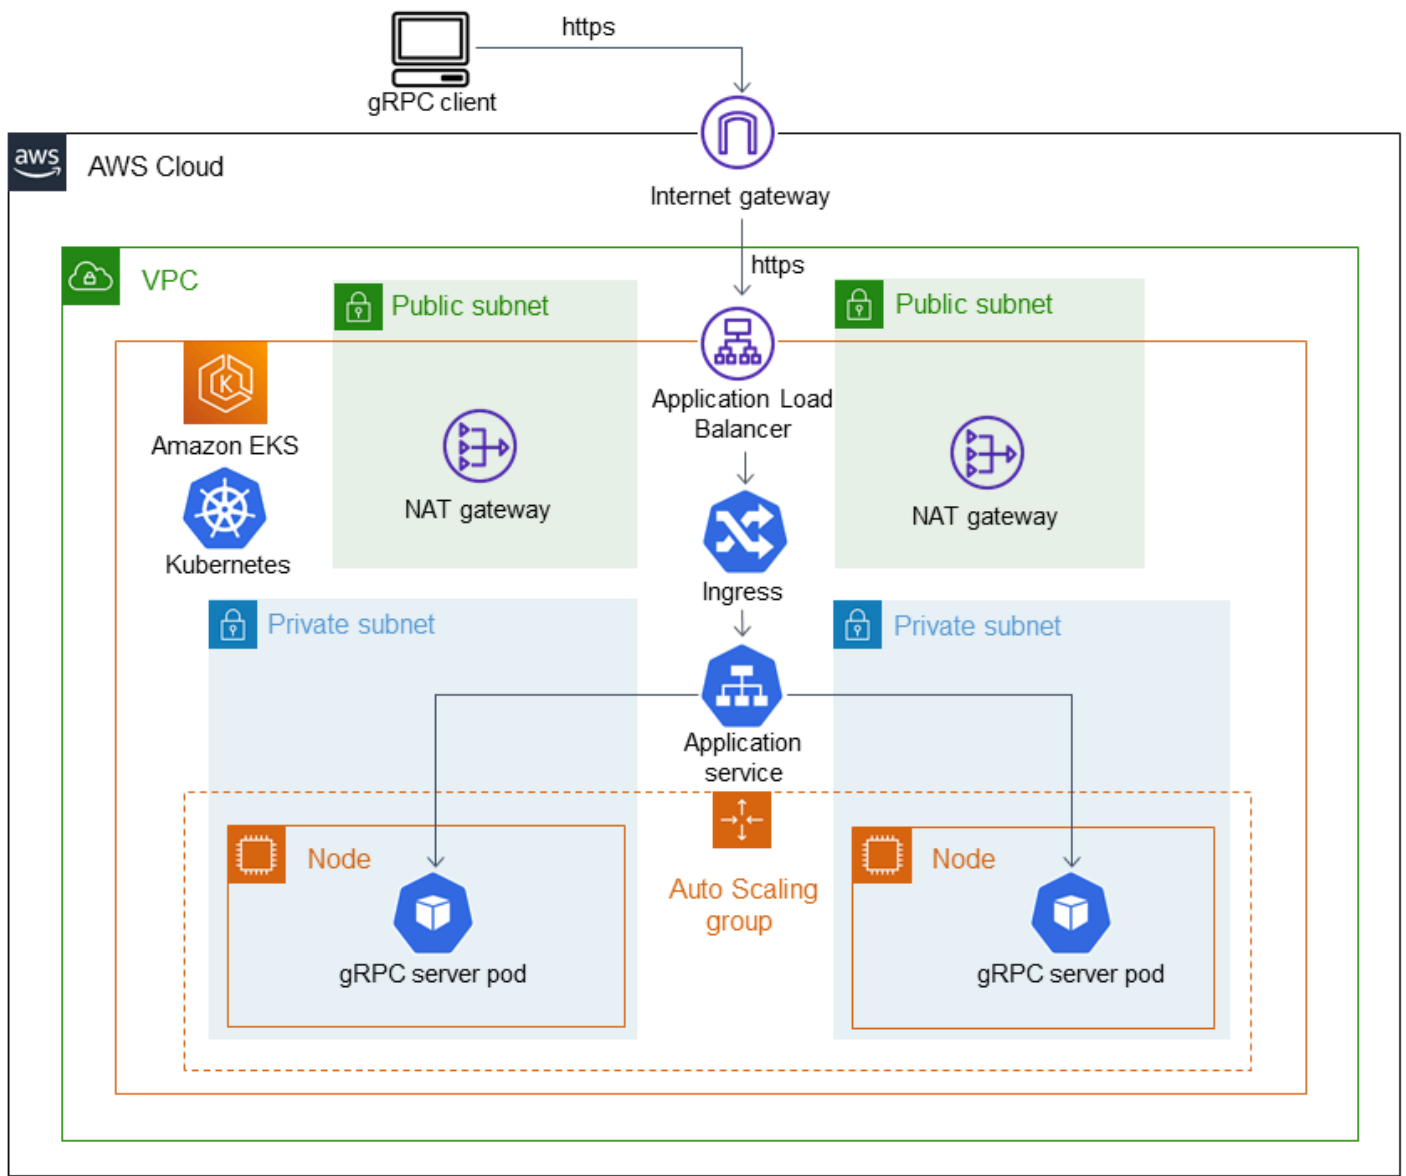 https
gRPC client
aws
AWS Cloud
Internet gateway
https
VPC
Public subnet
Public subnet
Application Load
Balancer
Amazon EKS
NAT gateway
NAT gateway
Kubernetes
Ingress
Private subnet
Private subnet
Application
service
Node
Node
Auto Scaling
group
gRPC server pod
gRPC server pod